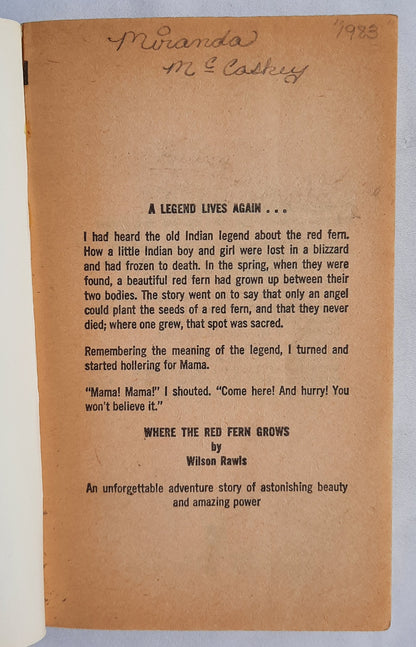 Miranda "1983
McCaskey
A LEGEND LIVES AGAIN . . .
I had heard the old Indian legend about the red fern.
How a little Indian boy and girl were lost in a blizzard
and had frozen to death. In the spring, when they were
found, a beautiful red fern had grown up between their
two bodies. The story went on to say that only an angel
could plant the seeds of a red fern, and that they never
died; where one grew, that spot was sacred.
Remembering the meaning of the legend, I turned and
started hollering for Mama.
“Mama! Mama!” I shouted. “Come here! And hurry! You
won’t believe it.”
WHERE THE RED FERN GROWS
by
Wilson Rawls
An unforgettable adventure story of astonishing beauty
and amazing power